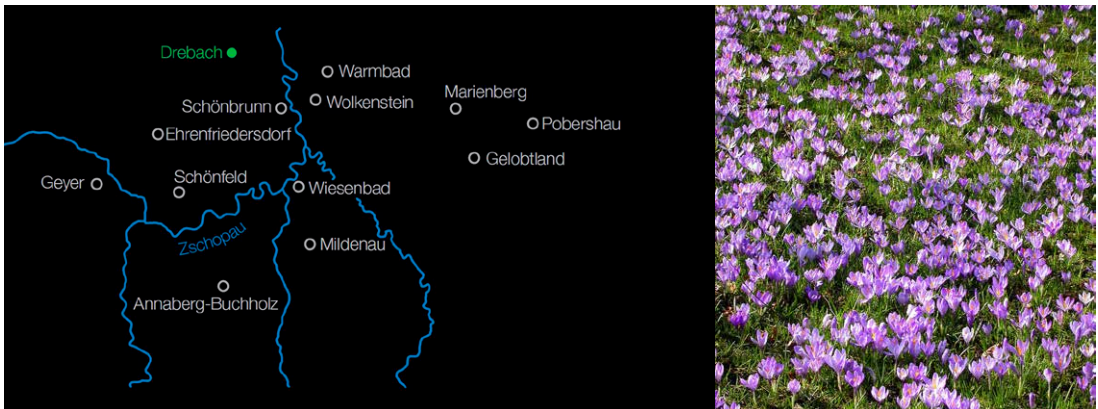 Drebach
Warmbad
Marienberg
Schönbrunn
Wolkenstein
Pobershau
Ehrenfriedersdorf
Gelobtland
Geyer
Schönfeld
Wiesenbad
Zschopau
Mildenau
Annaberg-Buchholz